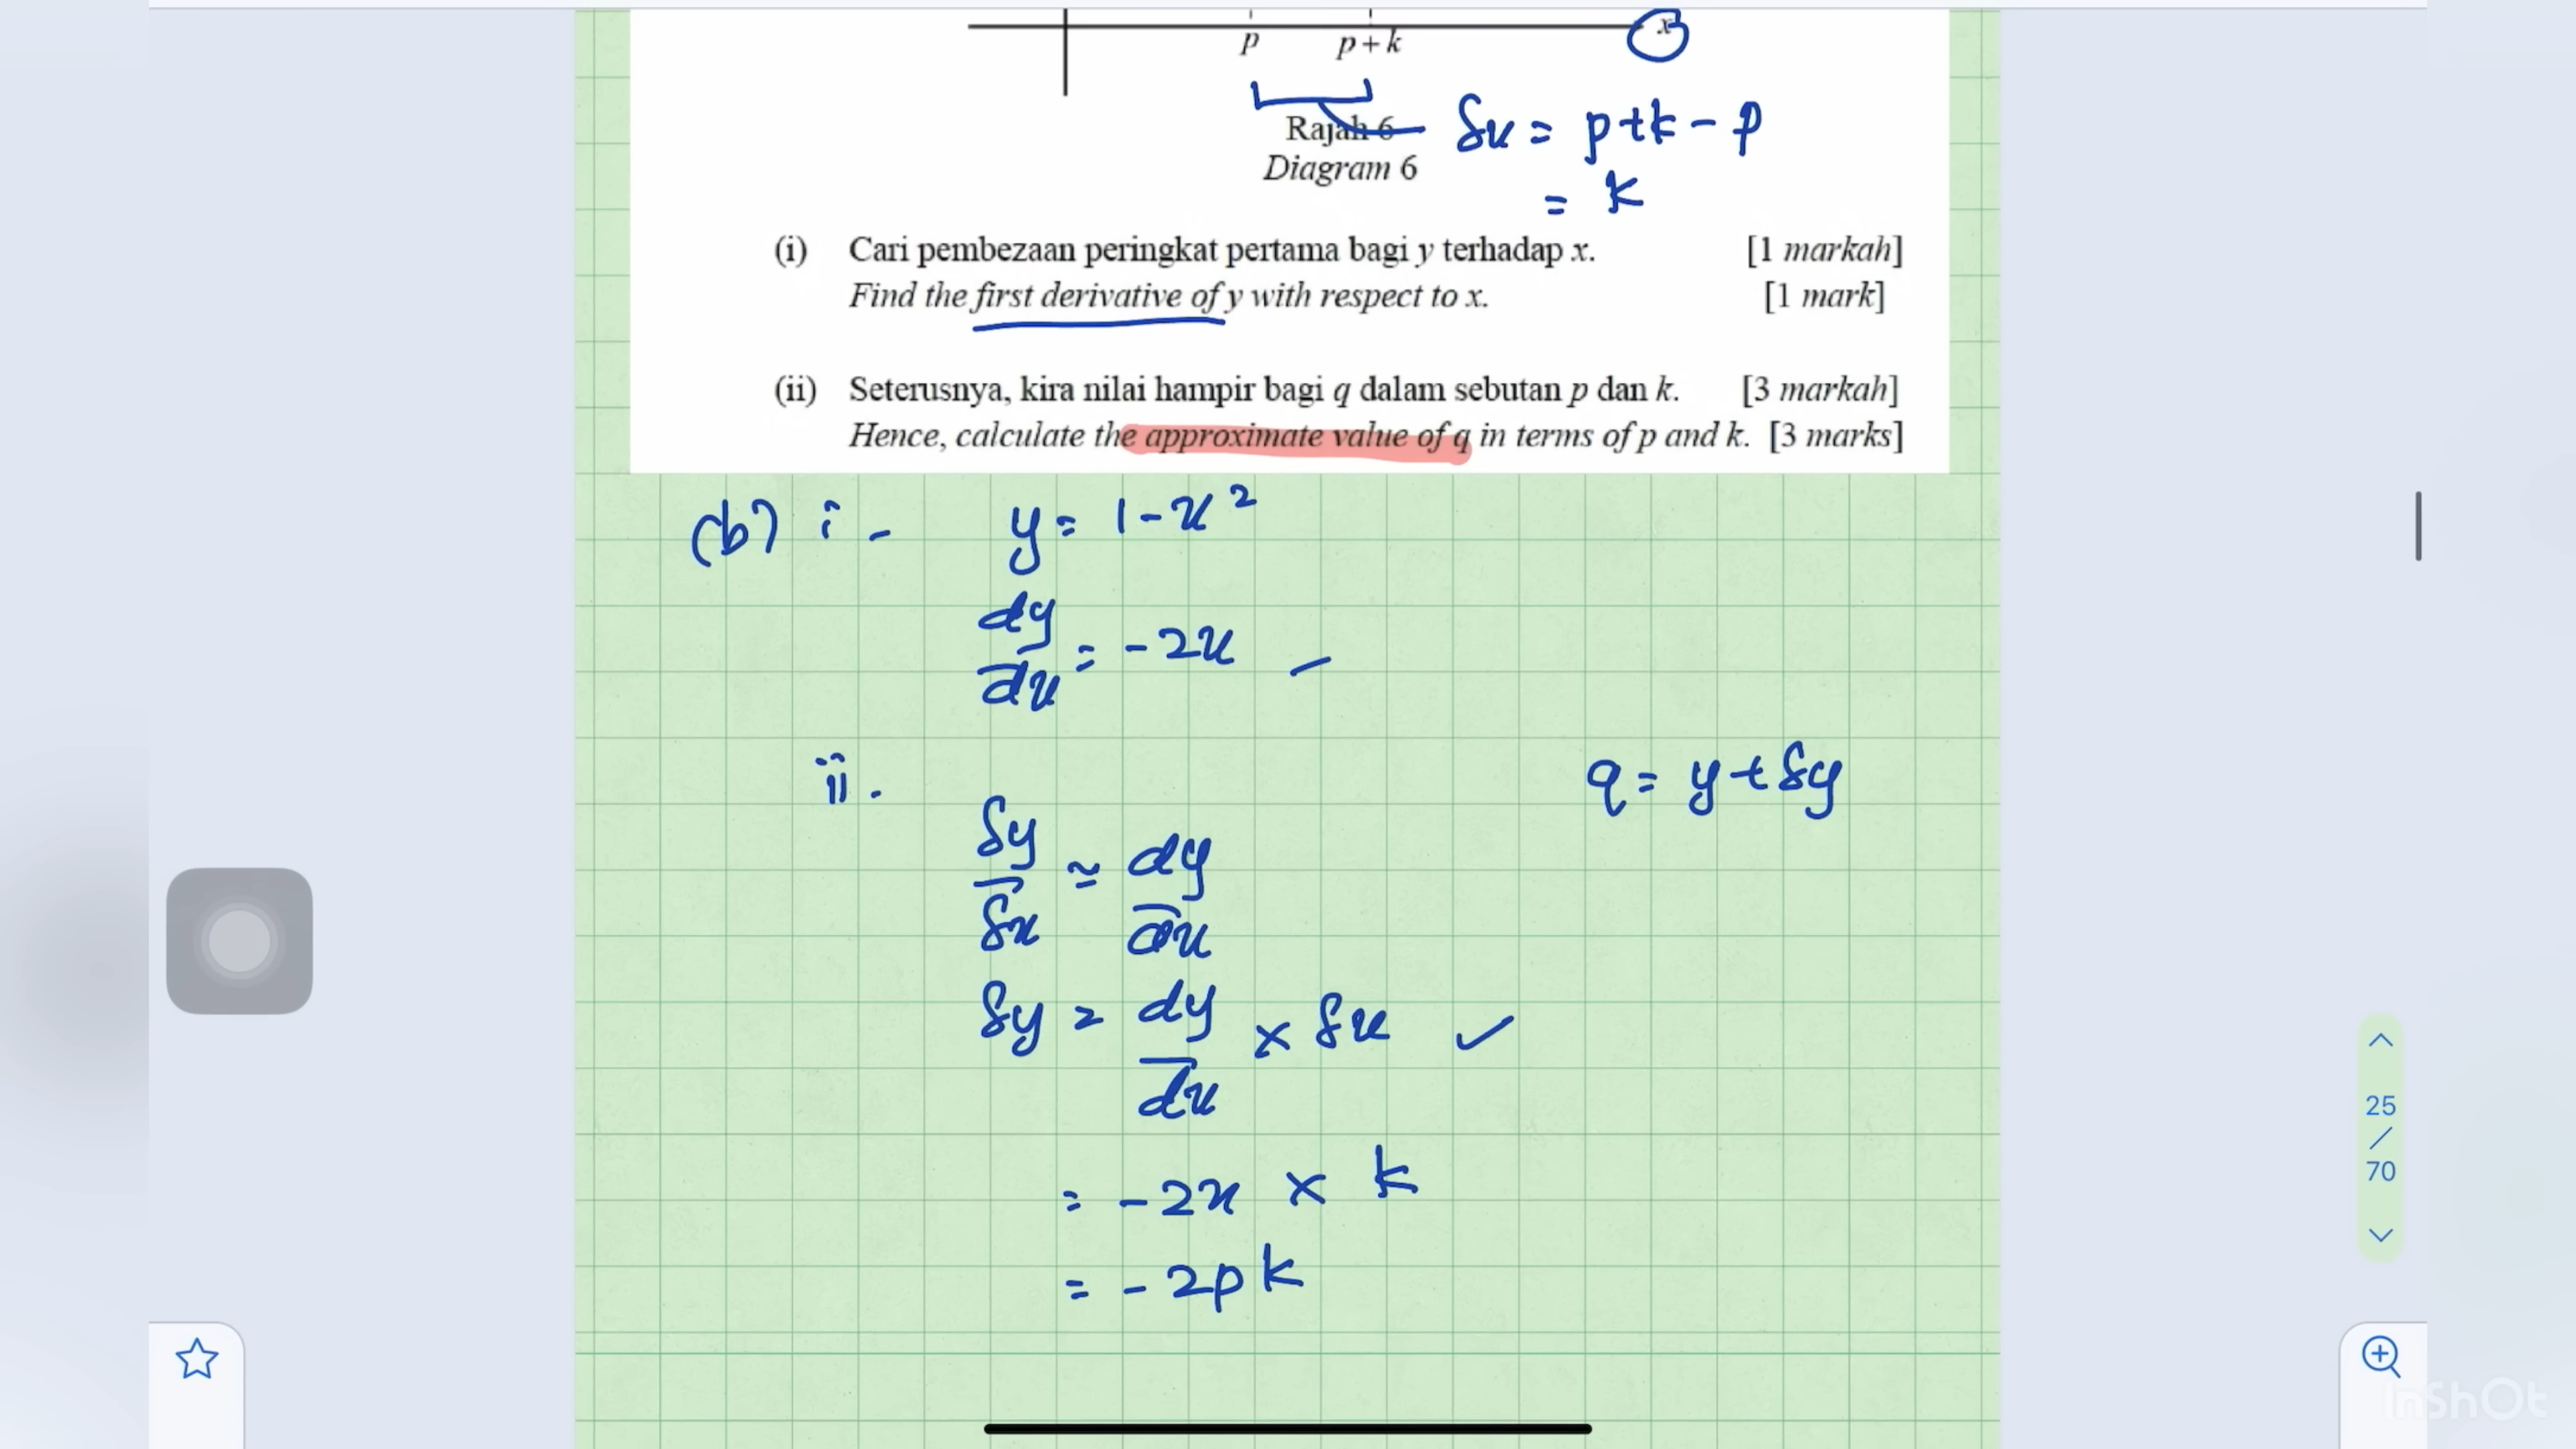 p p + k x
Rajah 6 δx = p+k - p
Diagram 6
= k
(i) Cari pembezaan peringkat pertama bagi y terhadap x. [1 markah]
Find the first derivative of y with respect to x. [1 mark]
(ii) Seterusnya, kira nilai hampir bagi q dalam sebutan p dan k. [3 markah]
Hence, calculate the approximate value of q in terms of p and k. [3 marks]
(b) i - y = 1 - x²
dy/dx = -2x
ii. q = y + δy
δy/δx ≃ dy/dx
δy = dy/dx × δx ✓
= -2x × k
= -2pk
25
/
70
InShOt